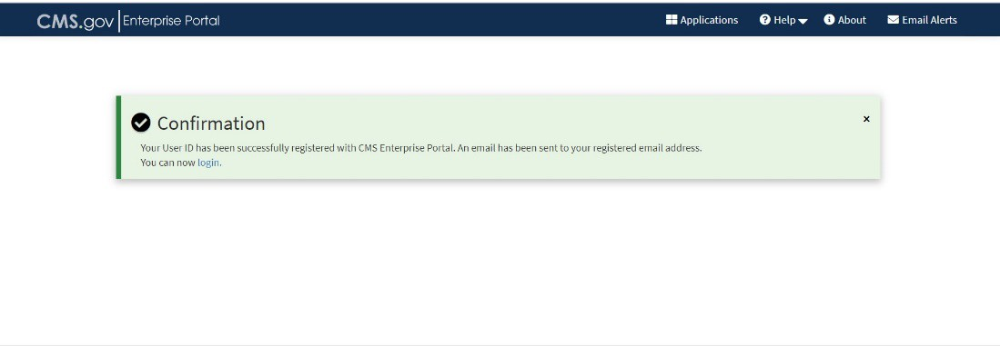 CMS.gov Enterprise Portal Applications Help About Email Alerts
Confirmation ×
Your User ID has been successfully registered with CMS Enterprise Portal. An email has been sent to your registered email address.
You can now login.